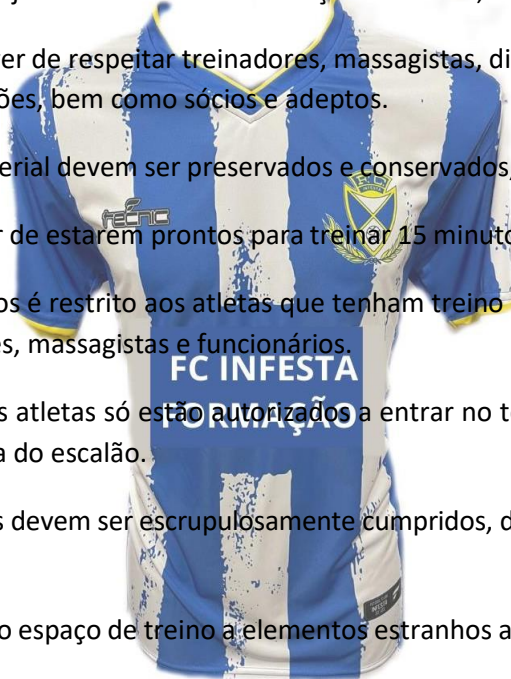 er de respeitar treinadores, massagistas, di
ões, bem como sócios e adeptos.
erial devem ser preservados e conservados,
TECNIC
r de estarem prontos para treinar 15 minuto
os é restrito aos atletas que tenham treino
es, massagistas e funcionários.
FC INFESTA
s atletas só estão autorizados a entrar no t
FORMAÇÃO
a do escalão.
s devem ser escrupulosamente cumpridos, d
o espaço de treino a elementos estranhos a